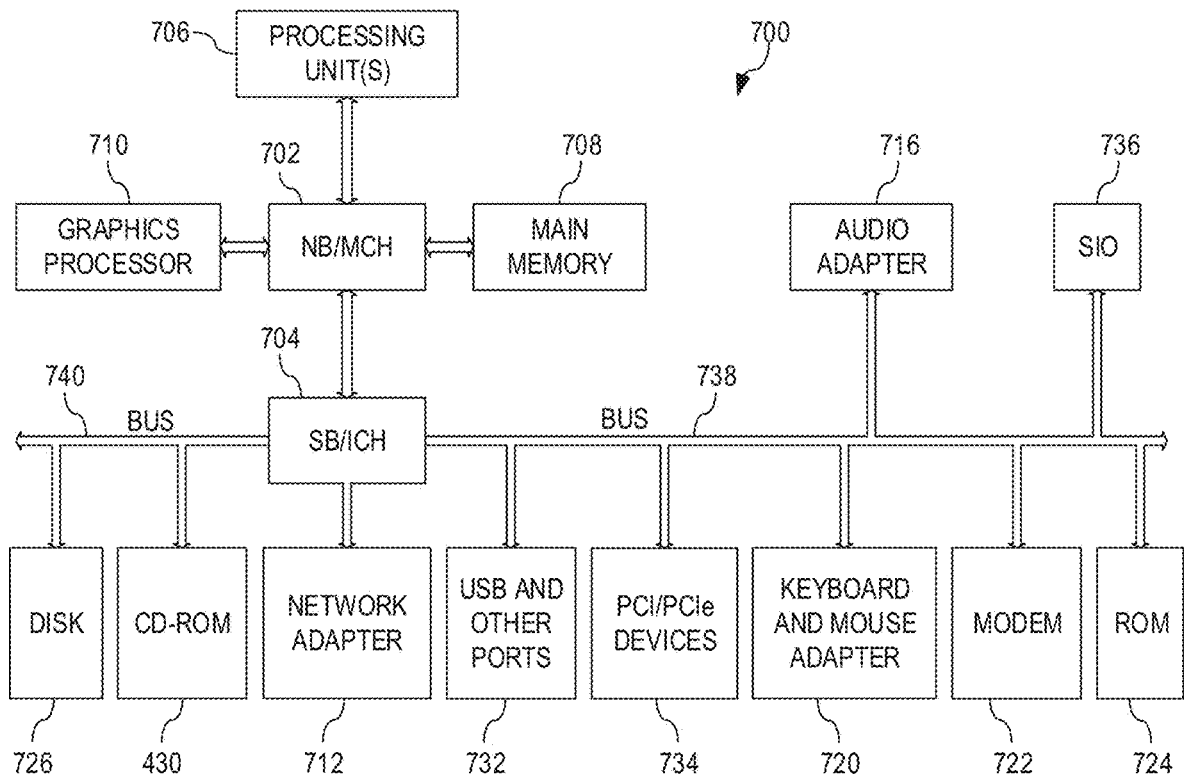 706
PROCESSING
UNIT(S)
700
710
702
708
716
736
GRAPHICS
PROCESSOR
NB/MCH
MAIN
MEMORY
AUDIO
ADAPTER
SIO
704
740
738
BUS
SB/ICH
BUS
DISK
CD-ROM
NETWORK
ADAPTER
USB AND
OTHER
PORTS
PCI/PCIe
DEVICES
KEYBOARD
AND MOUSE
ADAPTER
MODEM
ROM
726
430
712
732
734
720
722
724